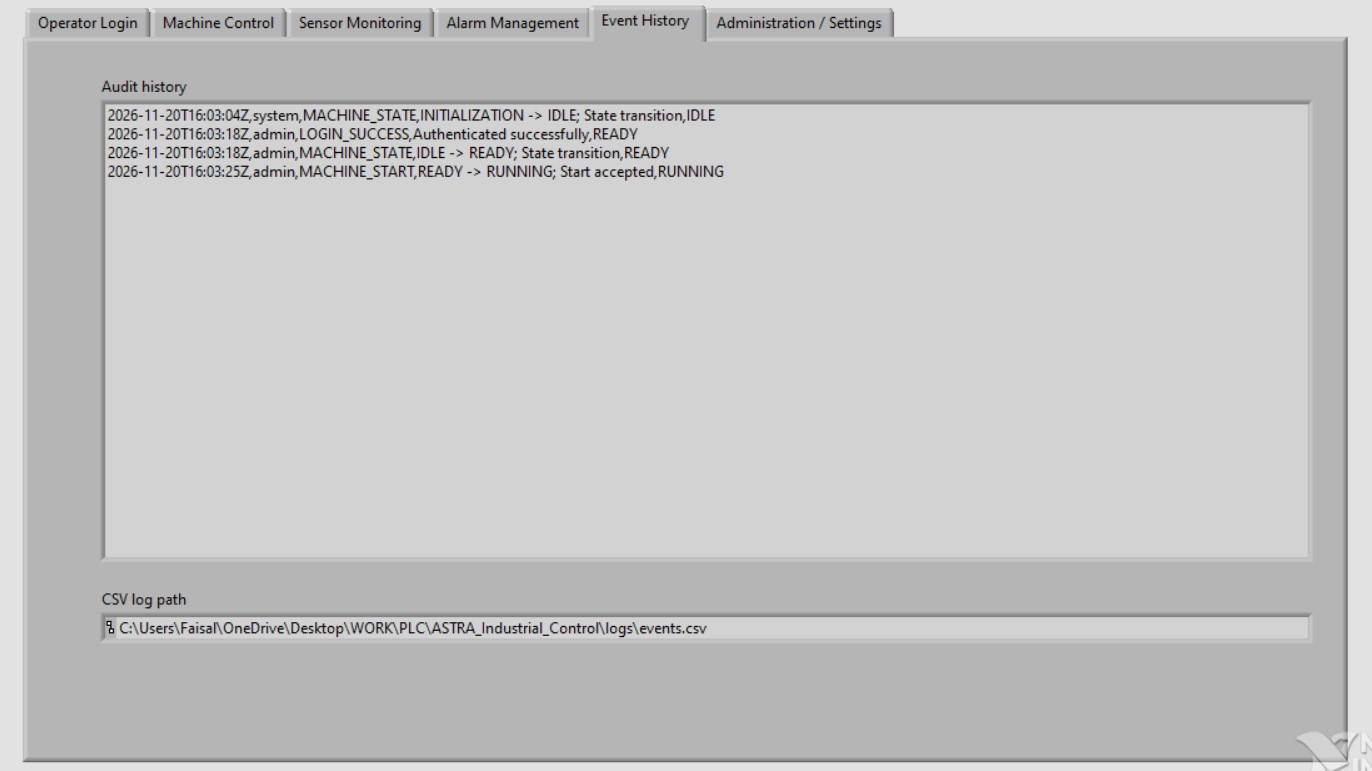 Operator Login
Machine Control
Sensor Monitoring
Alarm Management
Event History
Administration / Settings
Audit history
2026-11-20T16:03:04Z,system,MACHINE_STATE,INITIALIZATION -> IDLE; State transition,IDLE
2026-11-20T16:03:18Z,admin,LOGIN_SUCCESS,Authenticated successfully,READY
2026-11-20T16:03:18Z,admin,MACHINE_STATE,IDLE -> READY; State transition,READY
2026-11-20T16:03:25Z,admin,MACHINE_START,READY -> RUNNING; Start accepted,RUNNING
CSV log path
C:\Users\Faisal\OneDrive\Desktop\WORK\PLC\ASTRA_Industrial_Control\logs\events.csv